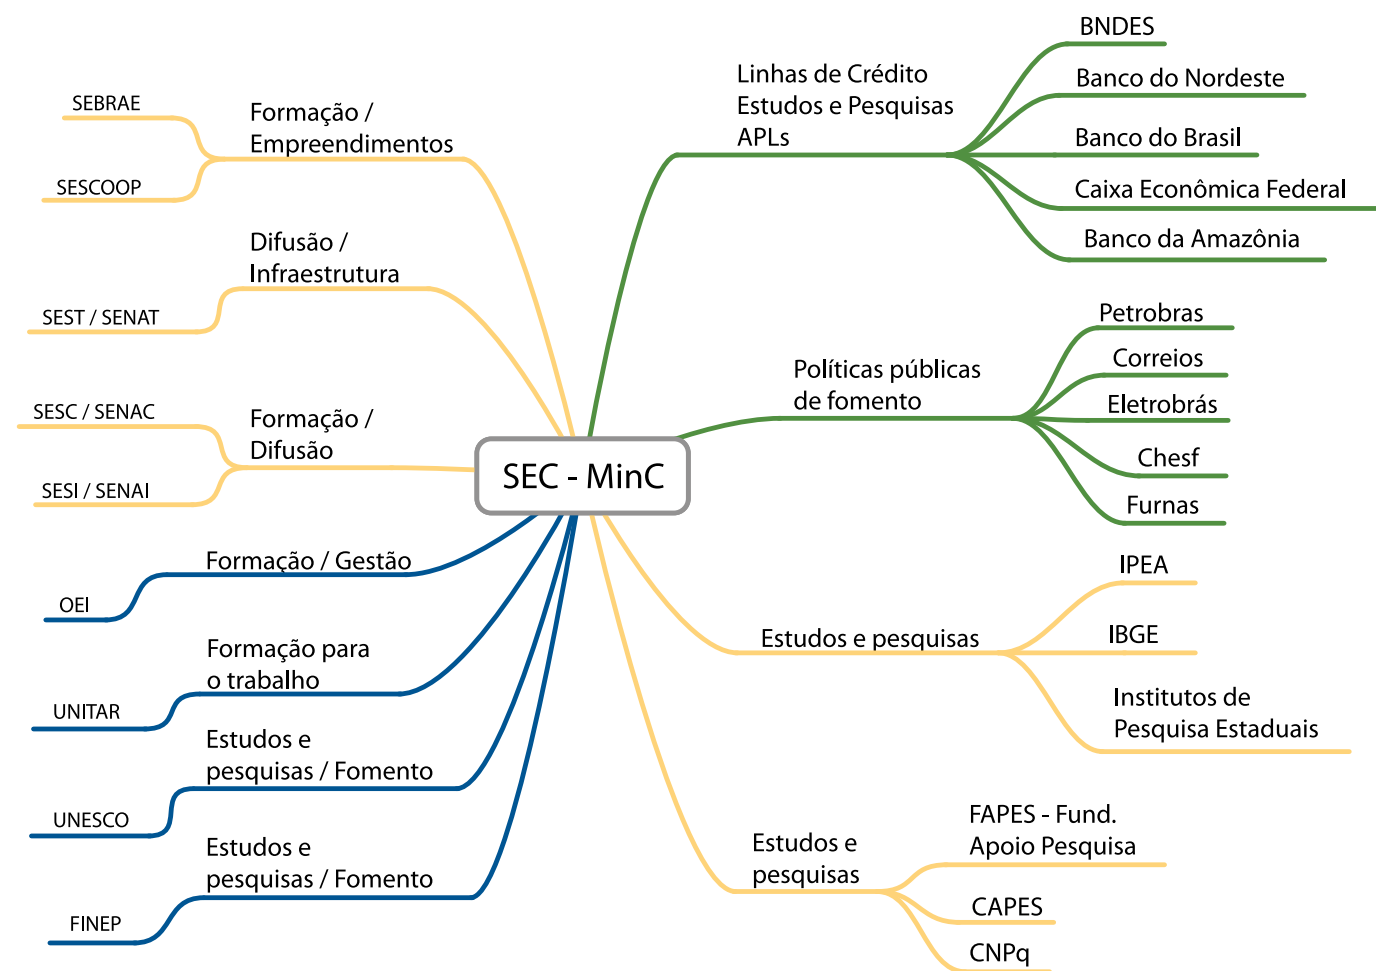 SEBRAE
SESCOOP
Formação /
Empreendimentos
SEST / SENAT
Difusão /
Infraestrutura
SESC / SENAC
SESI / SENAI
Formação /
Difusão
OEI
Formação / Gestão
UNITAR
Formação para
o trabalho
UNESCO
Estudos e
pesquisas / Fomento
FINEP
Estudos e
pesquisas / Fomento
SEC - MinC
Linhas de Crédito
Estudos e Pesquisas
APLs
BNDES
Banco do Nordeste
Banco do Brasil
Caixa Econômica Federal
Banco da Amazônia
Políticas públicas
de fomento
Petrobras
Correios
Eletrobrás
Chesf
Furnas
Estudos e pesquisas
IPEA
IBGE
Institutos de
Pesquisa Estaduais
Estudos e
pesquisas
FAPES - Fund.
Apoio Pesquisa
CAPES
CNPq